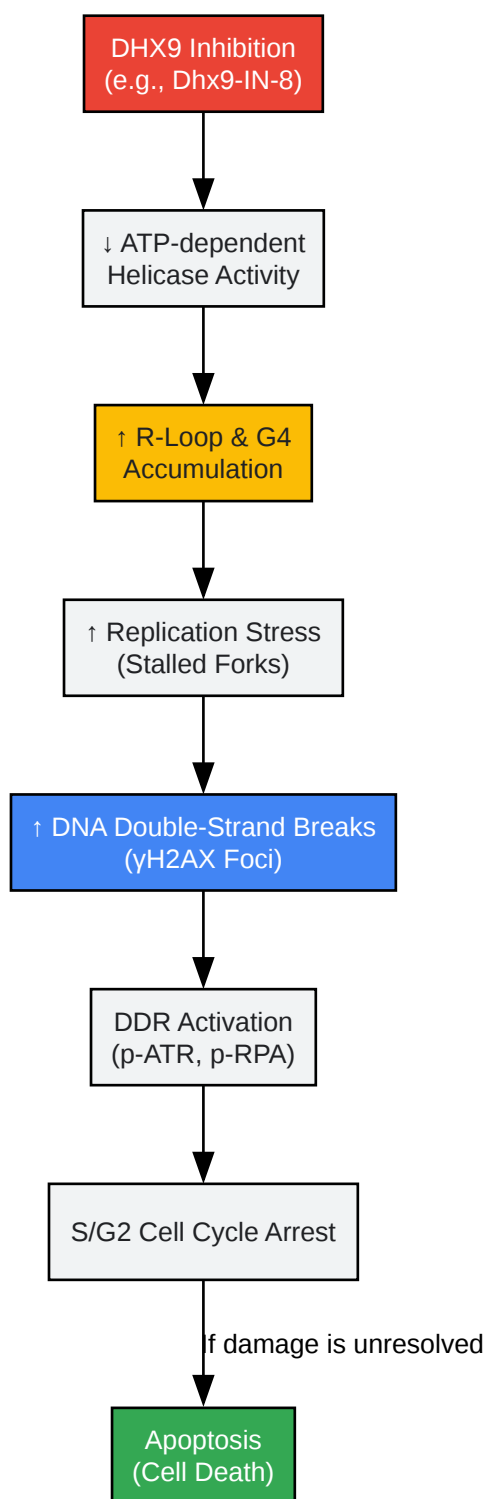 DHX9 Inhibition
(e.g., Dhx9-IN-8)
↓ ATP-dependent
Helicase Activity
↑ R-Loop & G4
Accumulation
↑ Replication Stress
(Stalled Forks)
↑ DNA Double-Strand Breaks
(γH2AX Foci)
DDR Activation
(p-ATR, p-RPA)
S/G2 Cell Cycle Arrest
If damage is unresolved
Apoptosis
(Cell Death)